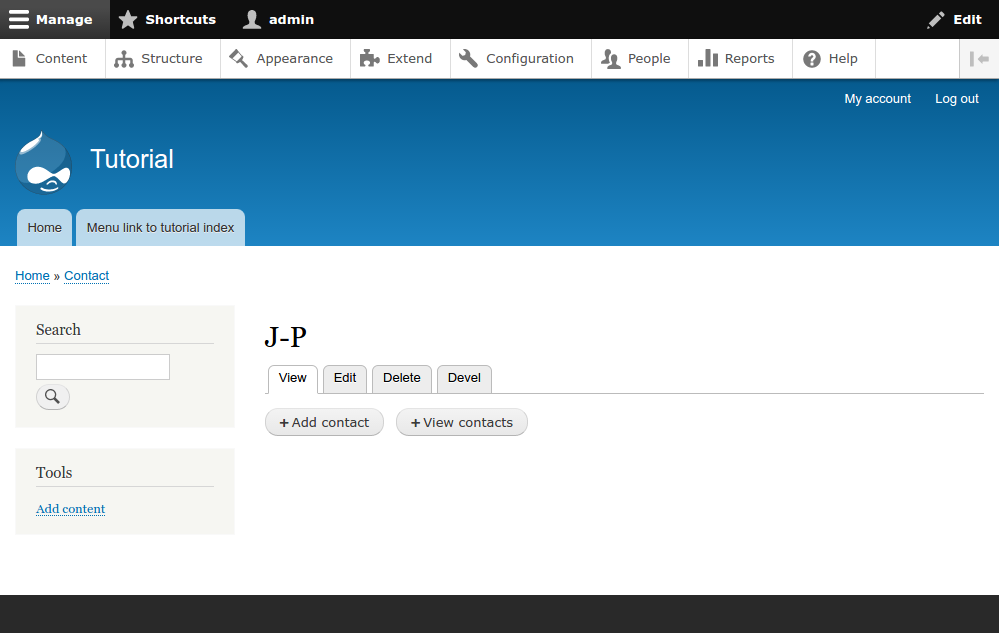 Manage Shortcuts admin Edit
Content Structure Appearance Extend Configuration People Reports Help
My account Log out
Tutorial
Home Menu link to tutorial index
Home » Contact
Search
J-P
View Edit Delete Devel
+ Add contact + View contacts
Tools
Add content